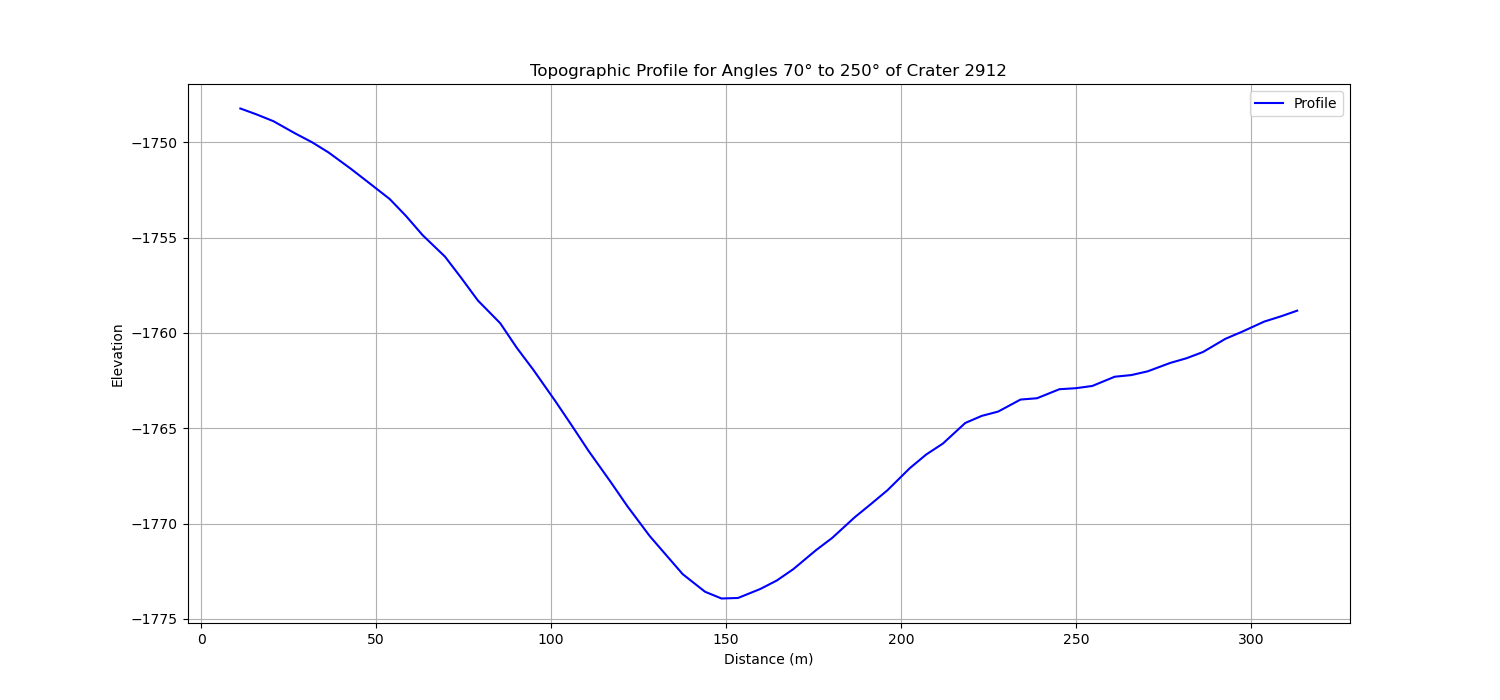 Topographic Profile for Angles 70° to 250° of Crater 2912
Profile
−1750
−1755
−1760
−1765
−1770
−1775
Elevation
0 50 100 150 200 250 300
Distance (m)